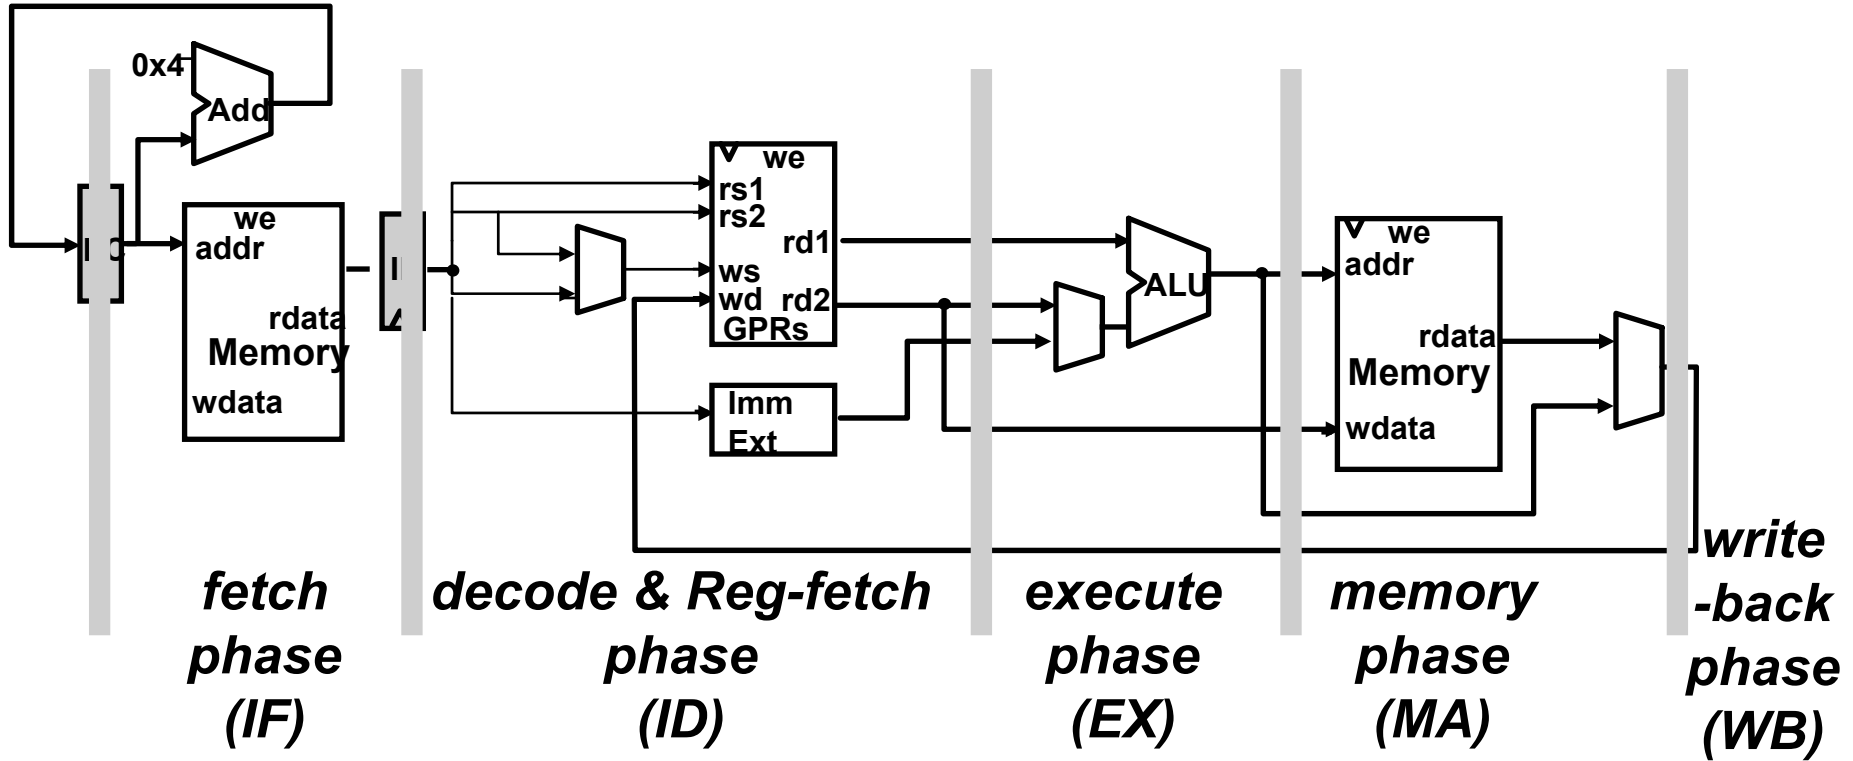 0x4
Add
we
addr
rdata
Memory
wdata
we
rs1
rs2
rd1
ws
wd rd2
GPRs
Imm
Ext
ALU
we
addr
rdata
Memory
wdata
fetch
phase
(IF)
decode & Reg-fetch
phase
(ID)
execute
phase
(EX)
memory
phase
(MA)
write
-back
phase
(WB)